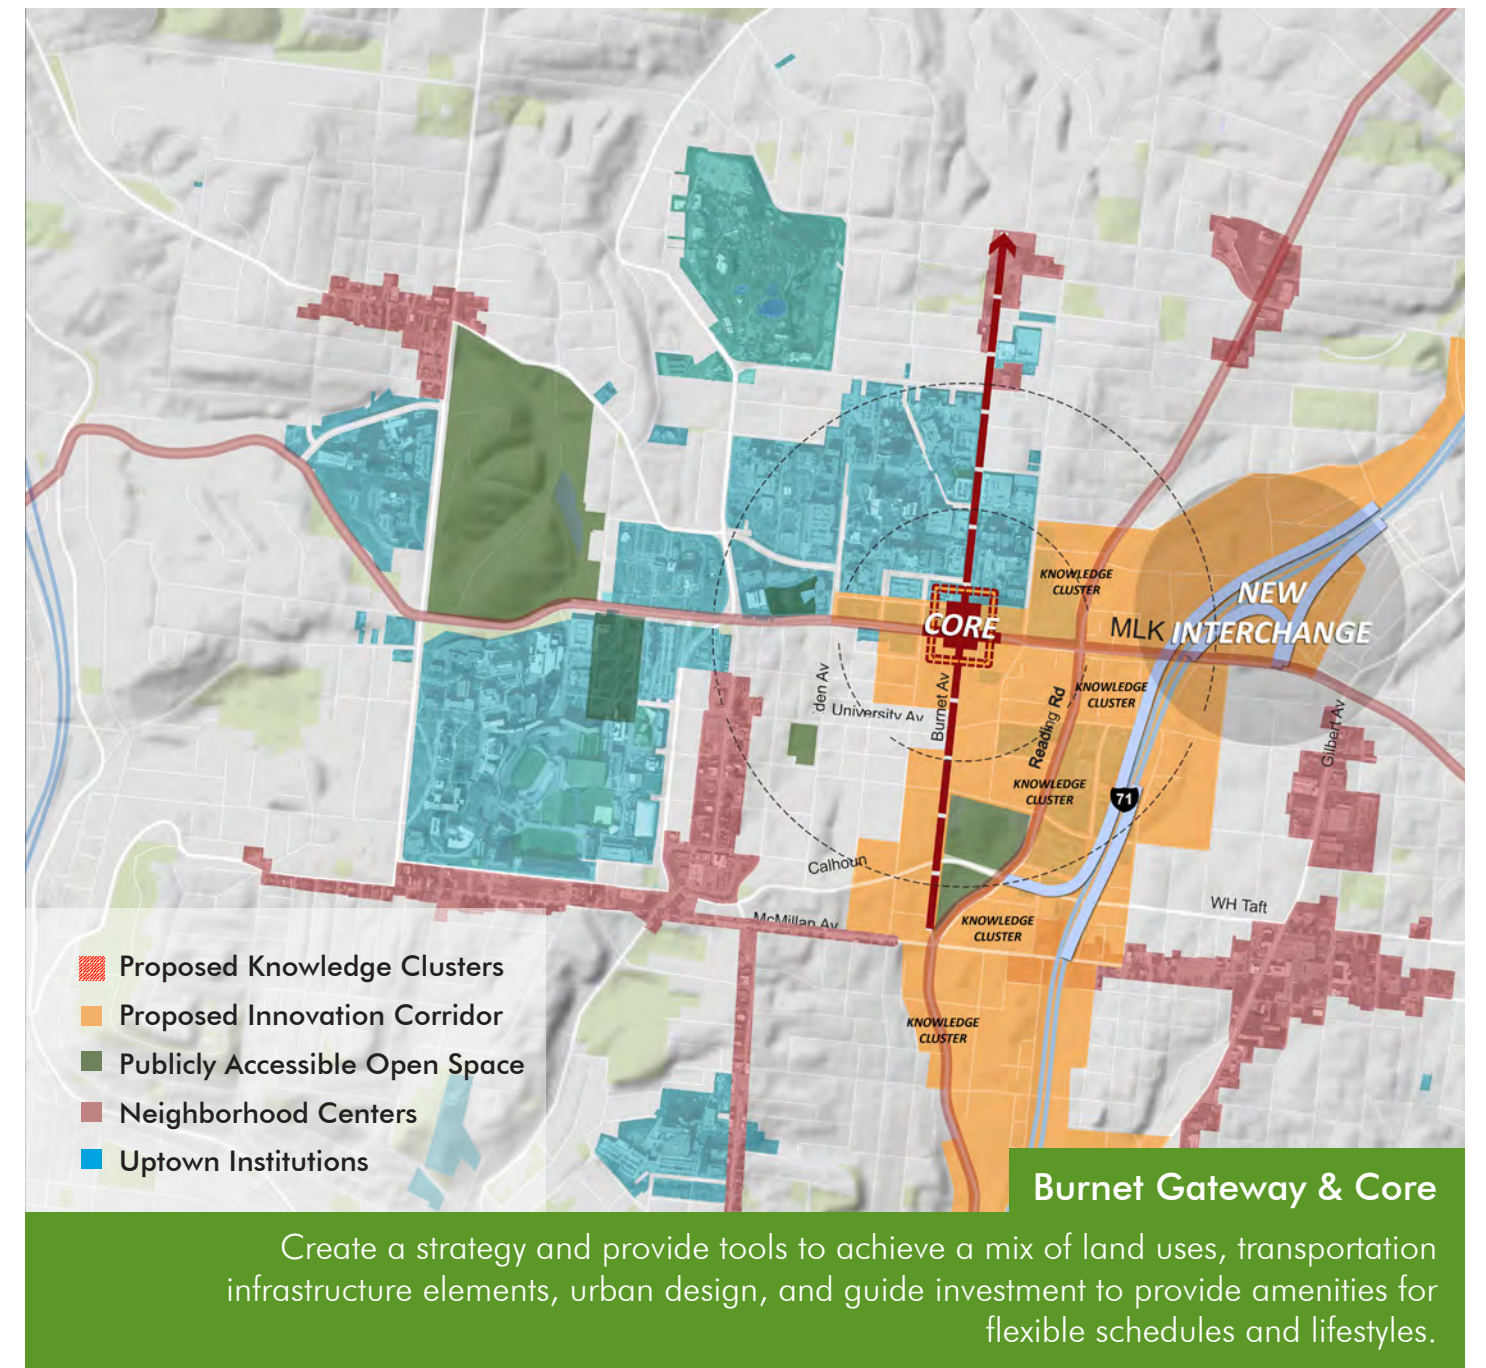 KNOWLEDGE
CLUSTER
NEW
INTERCHANGE
CORE
MLK
KNOWLEDGE
CLUSTER
den Av
University Av
Burnet Av
Reading Rd
Gilbert Av
KNOWLEDGE
CLUSTER
71
Calhoun
McMillan Av
WH Taft
KNOWLEDGE
CLUSTER
KNOWLEDGE
CLUSTER
Proposed Knowledge Clusters
Proposed Innovation Corridor
Publicly Accessible Open Space
Neighborhood Centers
Uptown Institutions
Burnet Gateway & Core
Create a strategy and provide tools to achieve a mix of land uses, transportation
infrastructure elements, urban design, and guide investment to provide amenities for
flexible schedules and lifestyles.